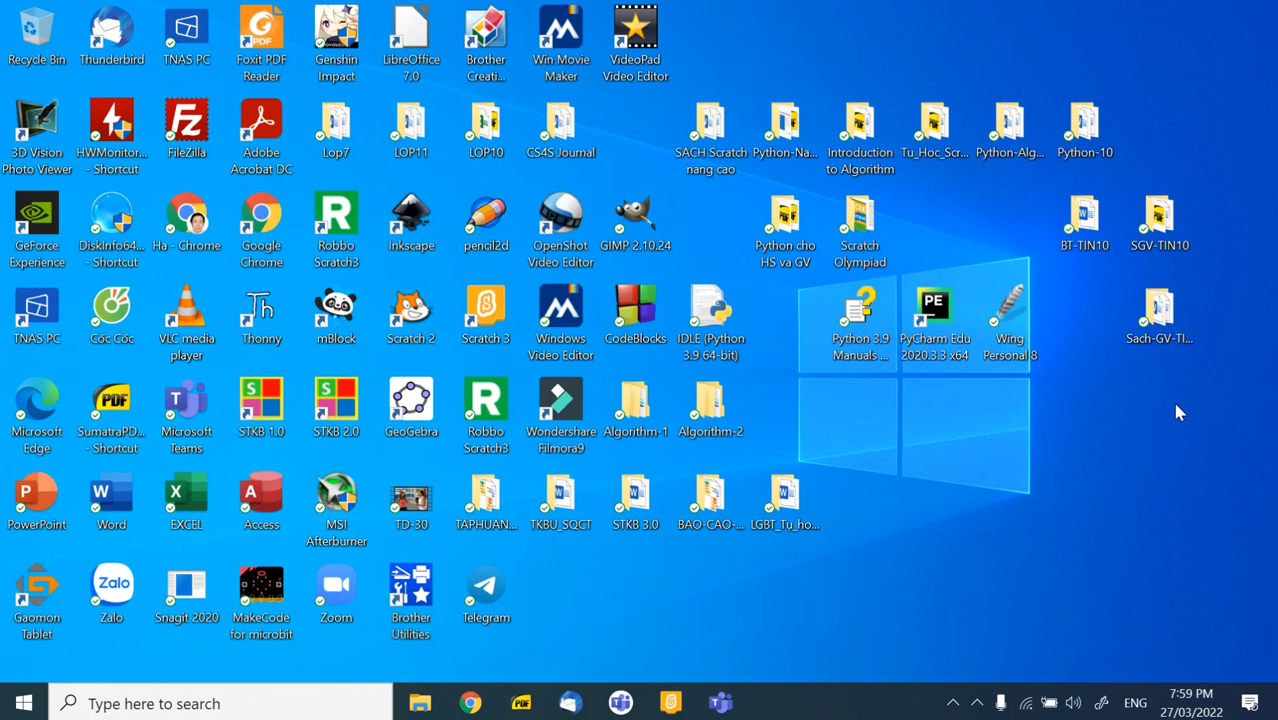 Recycle Bin
Thunderbird
TNAS PC
Foxit PDF
Reader
Genshin
Impact
LibreOffice
7.0
Brother
Creati...
Win Movie
Maker
VideoPad
Video Editor
3D Vision
Photo Viewer
HWMonitor...
- Shortcut
FileZilla
Adobe
Acrobat DC
Lop7
LOP11
LOP10
CS4S Journal
SACH Scratch
nang cao
Python-Na...
Introduction
to Algorithm
Tu_Hoc_Scr...
Python-Alg...
Python-10
GeForce
Experience
DiskInfo64...
- Shortcut
Ha - Chrome
Google
Chrome
Robbo
Scratch3
Inkscape
pencil2d
OpenShot
Video Editor
GIMP 2.10.24
Python cho
HS va GV
Scratch
Olympiad
BT-TIN10
SGV-TIN10
TNAS PC
Cốc Cốc
VLC media
player
Thonny
mBlock
Scratch 2
Scratch 3
Windows
Video Editor
CodeBlocks
IDLE (Python
3.9 64-bit)
Python 3.9
Manuals ...
PyCharm Edu
2020.3.3 x64
Wing
Personal 8
Sach-GV-TI...
Microsoft
Edge
SumatraPD...
- Shortcut
Microsoft
Teams
STKB 1.0
STKB 2.0
GeoGebra
Robbo
Scratch3
Wondershare
Filmora9
Algorithm-1
Algorithm-2
PowerPoint
Word
EXCEL
Access
MSI
Afterburner
TD-30
TAPHUAN...
TKBU_SQCT
STKB 3.0
BAO-CAO-...
LGBT_Tự_ho...
Gaomon
Tablet
Zalo
Snagit 2020
MakeCode
for microbit
Zoom
Brother
Utilities
Telegram
Type here to search
ENG
7:59 PM
27/03/2022